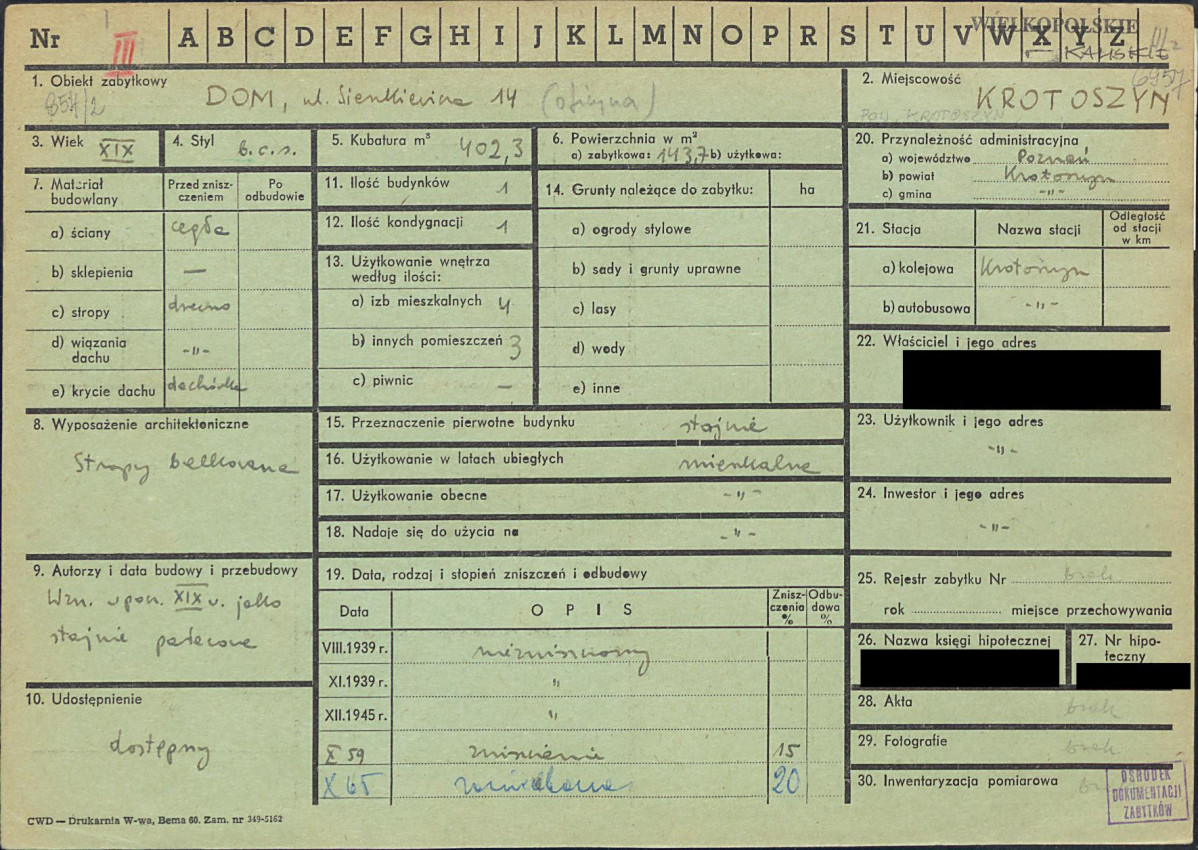 Nr III A B C D E F G H I J K L M N O P R S T U V W X Y Z
WIELKOPOLSKIE
KALISKIE
6957
1. Obiekt zabytkowy
854/2
DOM, ul. Sienkiewicza 14 (oficyna)
2. Miejscowość
KROTOSZYN
POW. KROTOSZYN
3. Wiek XIX
4. Styl b.c.s.
5. Kubatura m³ 402,3
6. Powierzchnia w m²
a) zabytkowa: 143,7 b) użytkowa:
20. Przynależność administracyjna
a) województwo Poznań
b) powiat Krotoszyn
c) gmina -"-
7. Materiał budowlany
Przed zniszczeniem
Po odbudowie
a) ściany cegła
b) sklepienia —
c) stropy drewno
d) wiązania dachu -"-
e) krycie dachu dachówka
11. Ilość budynków 1
12. Ilość kondygnacji 1
13. Użytkowanie wnętrza
według ilości:
a) izb mieszkalnych 4
b) innych pomieszczeń 3
c) piwnic —
14. Grunty należące do zabytku: ha
a) ogrody stylowe
b) sady i grunty uprawne
c) lasy
d) wody
e) inne
21. Stacja
Nazwa stacji
Odległość od stacji w km
a) kolejowa Krotoszyn
b) autobusowa -"-
22. Właściciel i jego adres
8. Wyposażenie architektoniczne
Stropy belkowane
15. Przeznaczenie pierwotne budynku stajnie
16. Użytkowanie w latach ubiegłych mieszkalne
17. Użytkowanie obecne -"-
18. Nadaje się do użycia na -"-
23. Użytkownik i jego adres
-"-
24. Inwestor i jego adres
-"-
9. Autorzy i data budowy i przebudowy
Wzn. w poł. XIX w. jako
stajnie pałacowe
10. Udostępnienie
dostępny
19. Data, rodzaj i stopień zniszczeń i odbudowy
Data
O P I S
Zniszczenia %
Odbudowa %
VIII.1939 r. niezniszczony
XI.1939 r. "
XII.1945 r. "
X 59 zniszczenie 15
X 65 zaniedbane 20
25. Rejestr zabytku Nr brak
rok miejsce przechowywania
26. Nazwa księgi hipotecznej
27. Nr hipoteczny
28. Akta brak
29. Fotografie brak
30. Inwentaryzacja pomiarowa
OŚRODEK
DOKUMENTACJI
ZABYTKÓW
CWD — Drukarnia W-wa, Bema 60. Zam. nr 349-5162